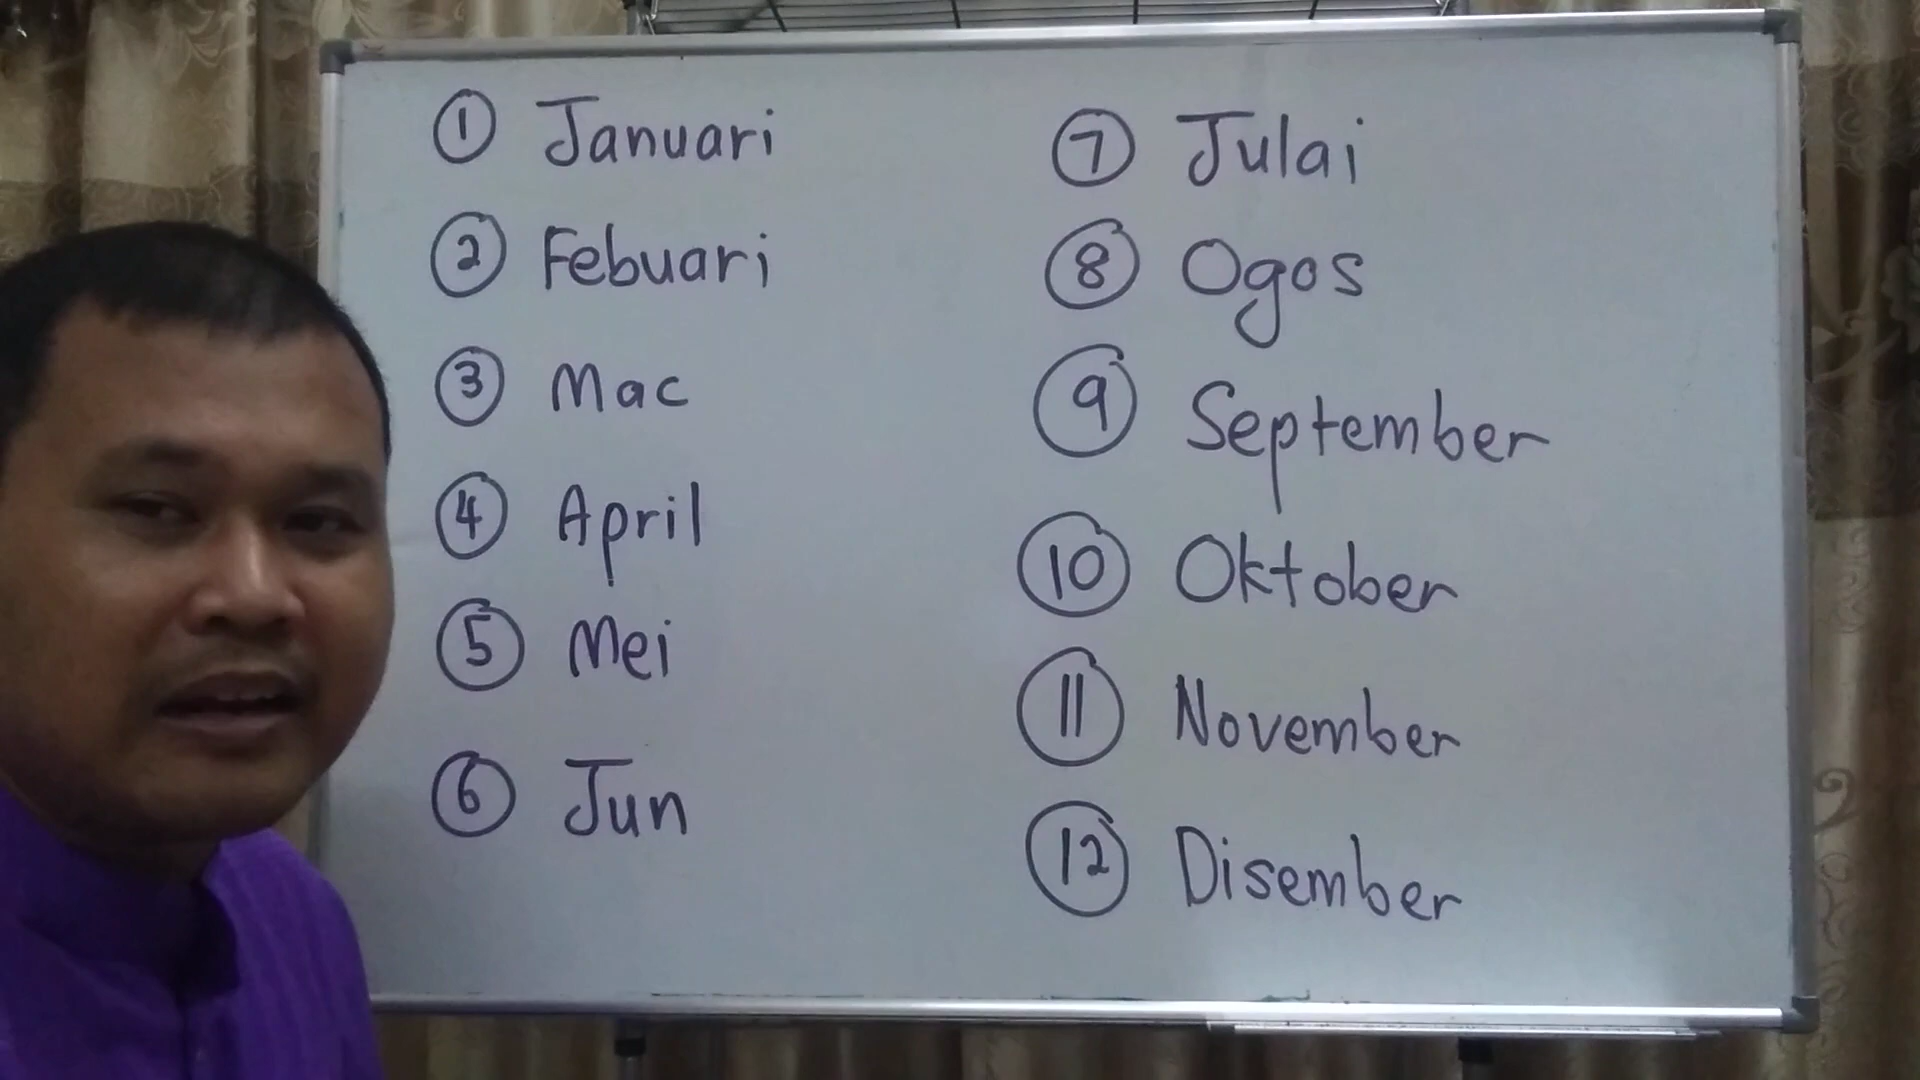 1 Januari
2 Febuari
3 Mac
4 April
5 Mei
6 Jun
7 Julai
8 Ogos
9 September
10 Oktober
11 November
12 Disember